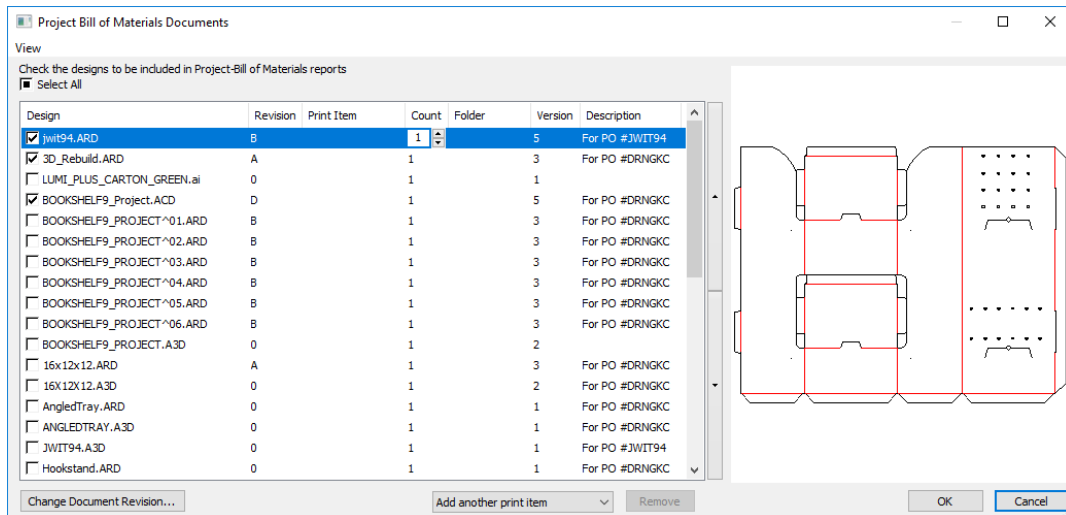 Project Bill of Materials Documents
View
Check the designs to be included in Project-Bill of Materials reports
Select All
Design Revision Print Item Count Folder Version Description
jwit94.ARD B 1 5 For PO #JWIT94
3D_Rebuild.ARD A 1 3 For PO #DRNGKC
LUMI_PLUS_CARTON_GREEN.ai 0 1 1
BOOKSHELF9_Project.ACD D 1 5 For PO #DRNGKC
BOOKSHELF9_PROJECT^01.ARD B 1 3 For PO #DRNGKC
BOOKSHELF9_PROJECT^02.ARD B 1 3 For PO #DRNGKC
BOOKSHELF9_PROJECT^03.ARD B 1 3 For PO #DRNGKC
BOOKSHELF9_PROJECT^04.ARD B 1 3 For PO #DRNGKC
BOOKSHELF9_PROJECT^05.ARD B 1 3 For PO #DRNGKC
BOOKSHELF9_PROJECT^06.ARD B 1 3 For PO #DRNGKC
BOOKSHELF9_PROJECT.A3D 0 1 2
16x12x12.ARD A 1 3 For PO #DRNGKC
16X12X12.A3D 0 1 2 For PO #DRNGKC
AngledTray.ARD 0 1 1 For PO #DRNGKC
ANGLEDTRAY.A3D 0 1 1 For PO #DRNGKC
JWIT94.A3D 0 1 1 For PO #JWIT94
Hookstand.ARD 0 1 1 For PO #DRNGKC
Change Document Revision... Add another print item Remove OK Cancel